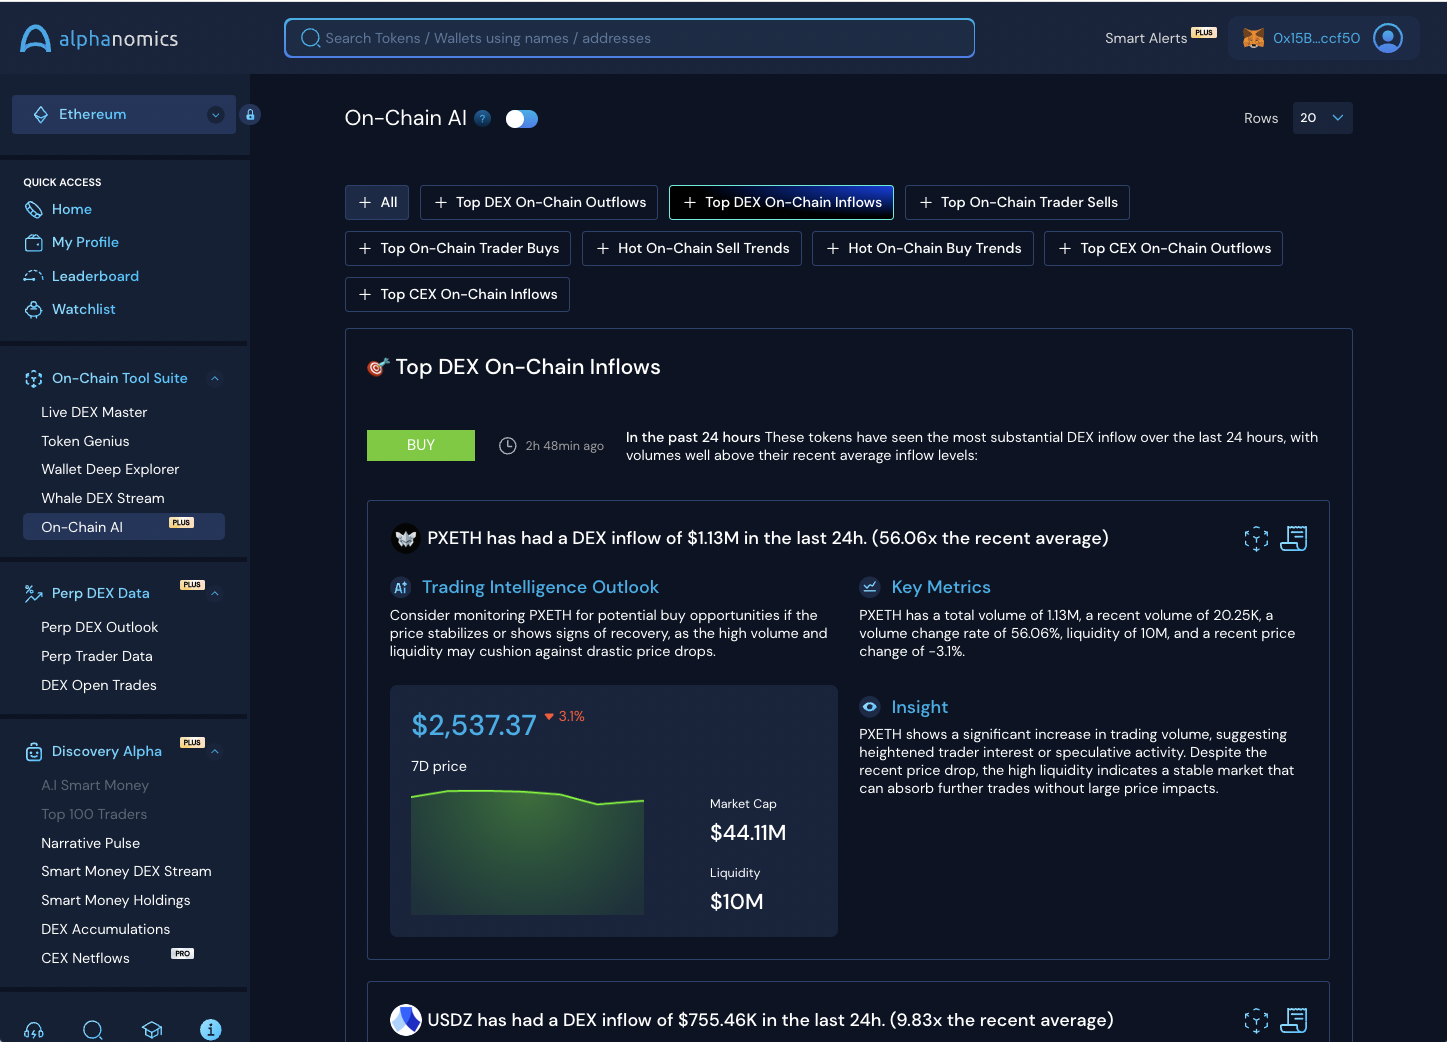 alphanomics
Search Tokens / Wallets using names / addresses
Smart Alerts PLUS
0x15B...ccf50
Ethereum
On-Chain AI ?
Rows 20
QUICK ACCESS
Home
My Profile
Leaderboard
Watchlist
On-Chain Tool Suite
Live DEX Master
Token Genius
Wallet Deep Explorer
Whale DEX Stream
On-Chain AI PLUS
Perp DEX Data PLUS
Perp DEX Outlook
Perp Trader Data
DEX Open Trades
Discovery Alpha PLUS
A.I Smart Money
Top 100 Traders
Narrative Pulse
Smart Money DEX Stream
Smart Money Holdings
DEX Accumulations
CEX Netflows PRO
+ All + Top DEX On-Chain Outflows + Top DEX On-Chain Inflows + Top On-Chain Trader Sells
+ Top On-Chain Trader Buys + Hot On-Chain Sell Trends + Hot On-Chain Buy Trends + Top CEX On-Chain Outflows
+ Top CEX On-Chain Inflows
Top DEX On-Chain Inflows
BUY
2h 48min ago
In the past 24 hours These tokens have seen the most substantial DEX inflow over the last 24 hours, with
volumes well above their recent average inflow levels:
PXETH has had a DEX inflow of $1.13M in the last 24h. (56.06x the recent average)
Trading Intelligence Outlook
Consider monitoring PXETH for potential buy opportunities if the
price stabilizes or shows signs of recovery, as the high volume and
liquidity may cushion against drastic price drops.
Key Metrics
PXETH has a total volume of 1.13M, a recent volume of 20.25K, a
volume change rate of 56.06%, liquidity of 10M, and a recent price
change of -3.1%.
$2,537.37 3.1%
7D price
Market Cap
$44.11M
Liquidity
$10M
Insight
PXETH shows a significant increase in trading volume, suggesting
heightened trader interest or speculative activity. Despite the
recent price drop, the high liquidity indicates a stable market that
can absorb further trades without large price impacts.
USDZ has had a DEX inflow of $755.46K in the last 24h. (9.83x the recent average)